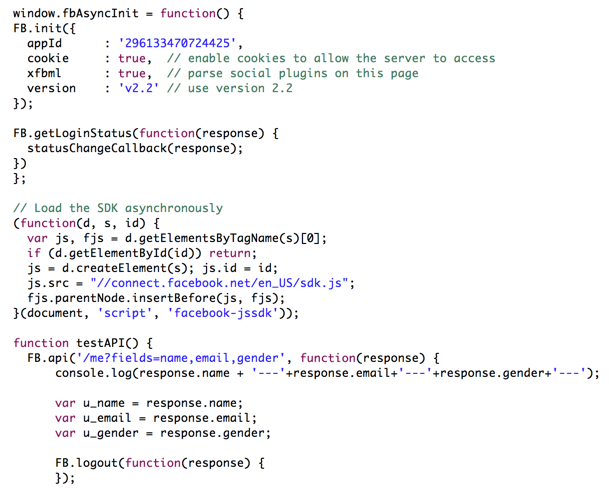 window.fbAsyncInit = function() {
FB.init({
  appId      : '296133470724425',
  cookie     : true,  // enable cookies to allow the server to access
  xfbml      : true,  // parse social plugins on this page
  version    : 'v2.2' // use version 2.2
});

FB.getLoginStatus(function(response) {
  statusChangeCallback(response);
})
};

// Load the SDK asynchronously
(function(d, s, id) {
  var js, fjs = d.getElementsByTagName(s)[0];
  if (d.getElementById(id)) return;
  js = d.createElement(s); js.id = id;
  js.src = "//connect.facebook.net/en_US/sdk.js";
  fjs.parentNode.insertBefore(js, fjs);
}(document, 'script', 'facebook-jssdk'));

function testAPI() {
  FB.api('/me?fields=name,email,gender', function(response) {
      console.log(response.name + '---'+response.email+'---'+response.gender+'---');

      var u_name = response.name;
      var u_email = response.email;
      var u_gender = response.gender;

      FB.logout(function(response) {
      });